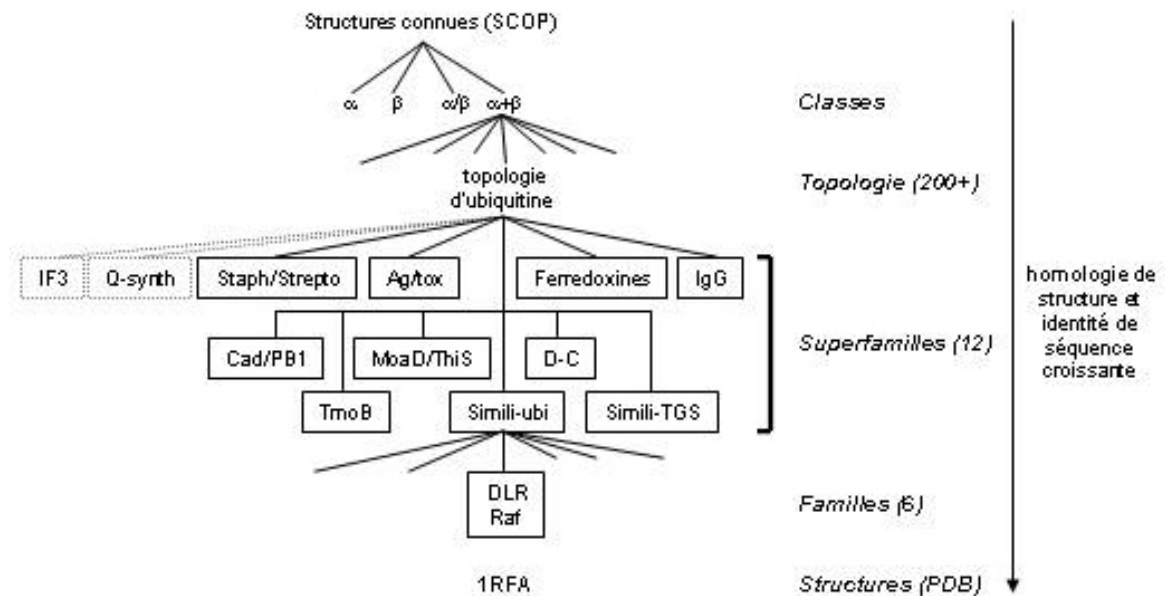 Structures connues (SCOP)
α β α/β α+β
Classes
topologie
d'ubiquitine
Topologie (200+)
IF3 Q-synth Staph/Strepto Ag/tox Ferredoxines IgG
Cad/PB1 MoaD/ThiS D-C
TmoB Simili-ubi Simili-TGS
Superfamilles (12)
homologie de
structure et
identité de
séquence
croissante
DLR
Raf
Familles (6)
1RFA
Structures (PDB)